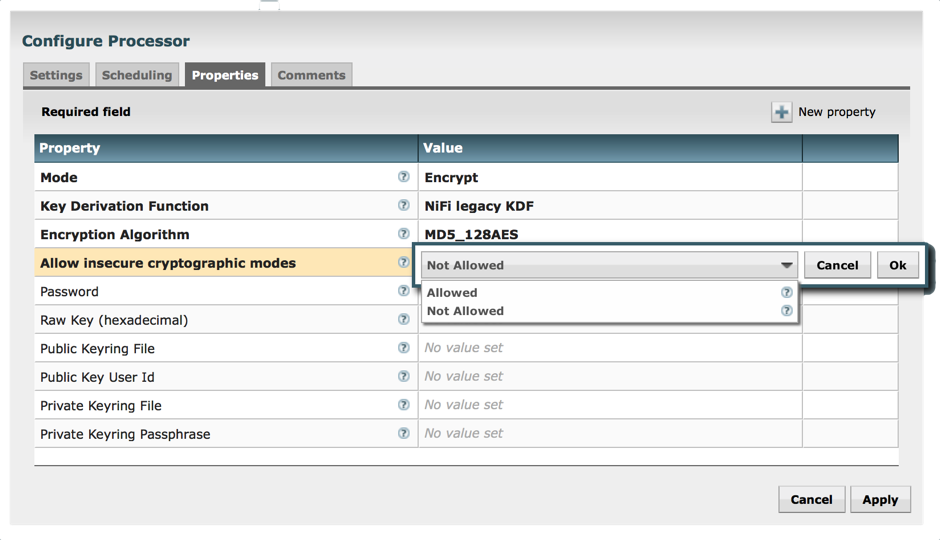 Configure Processor
Settings Scheduling Properties Comments
Required field New property
Property Value
Mode ? Encrypt
Key Derivation Function ? NiFi legacy KDF
Encryption Algorithm ? MD5_128AES
Allow insecure cryptographic modes ? Not Allowed Cancel Ok
Password ? Allowed ?
Raw Key (hexadecimal) ? Not Allowed ?
Public Keyring File ? No value set
Public Key User Id ? No value set
Private Keyring File ? No value set
Private Keyring Passphrase ? No value set
Cancel Apply